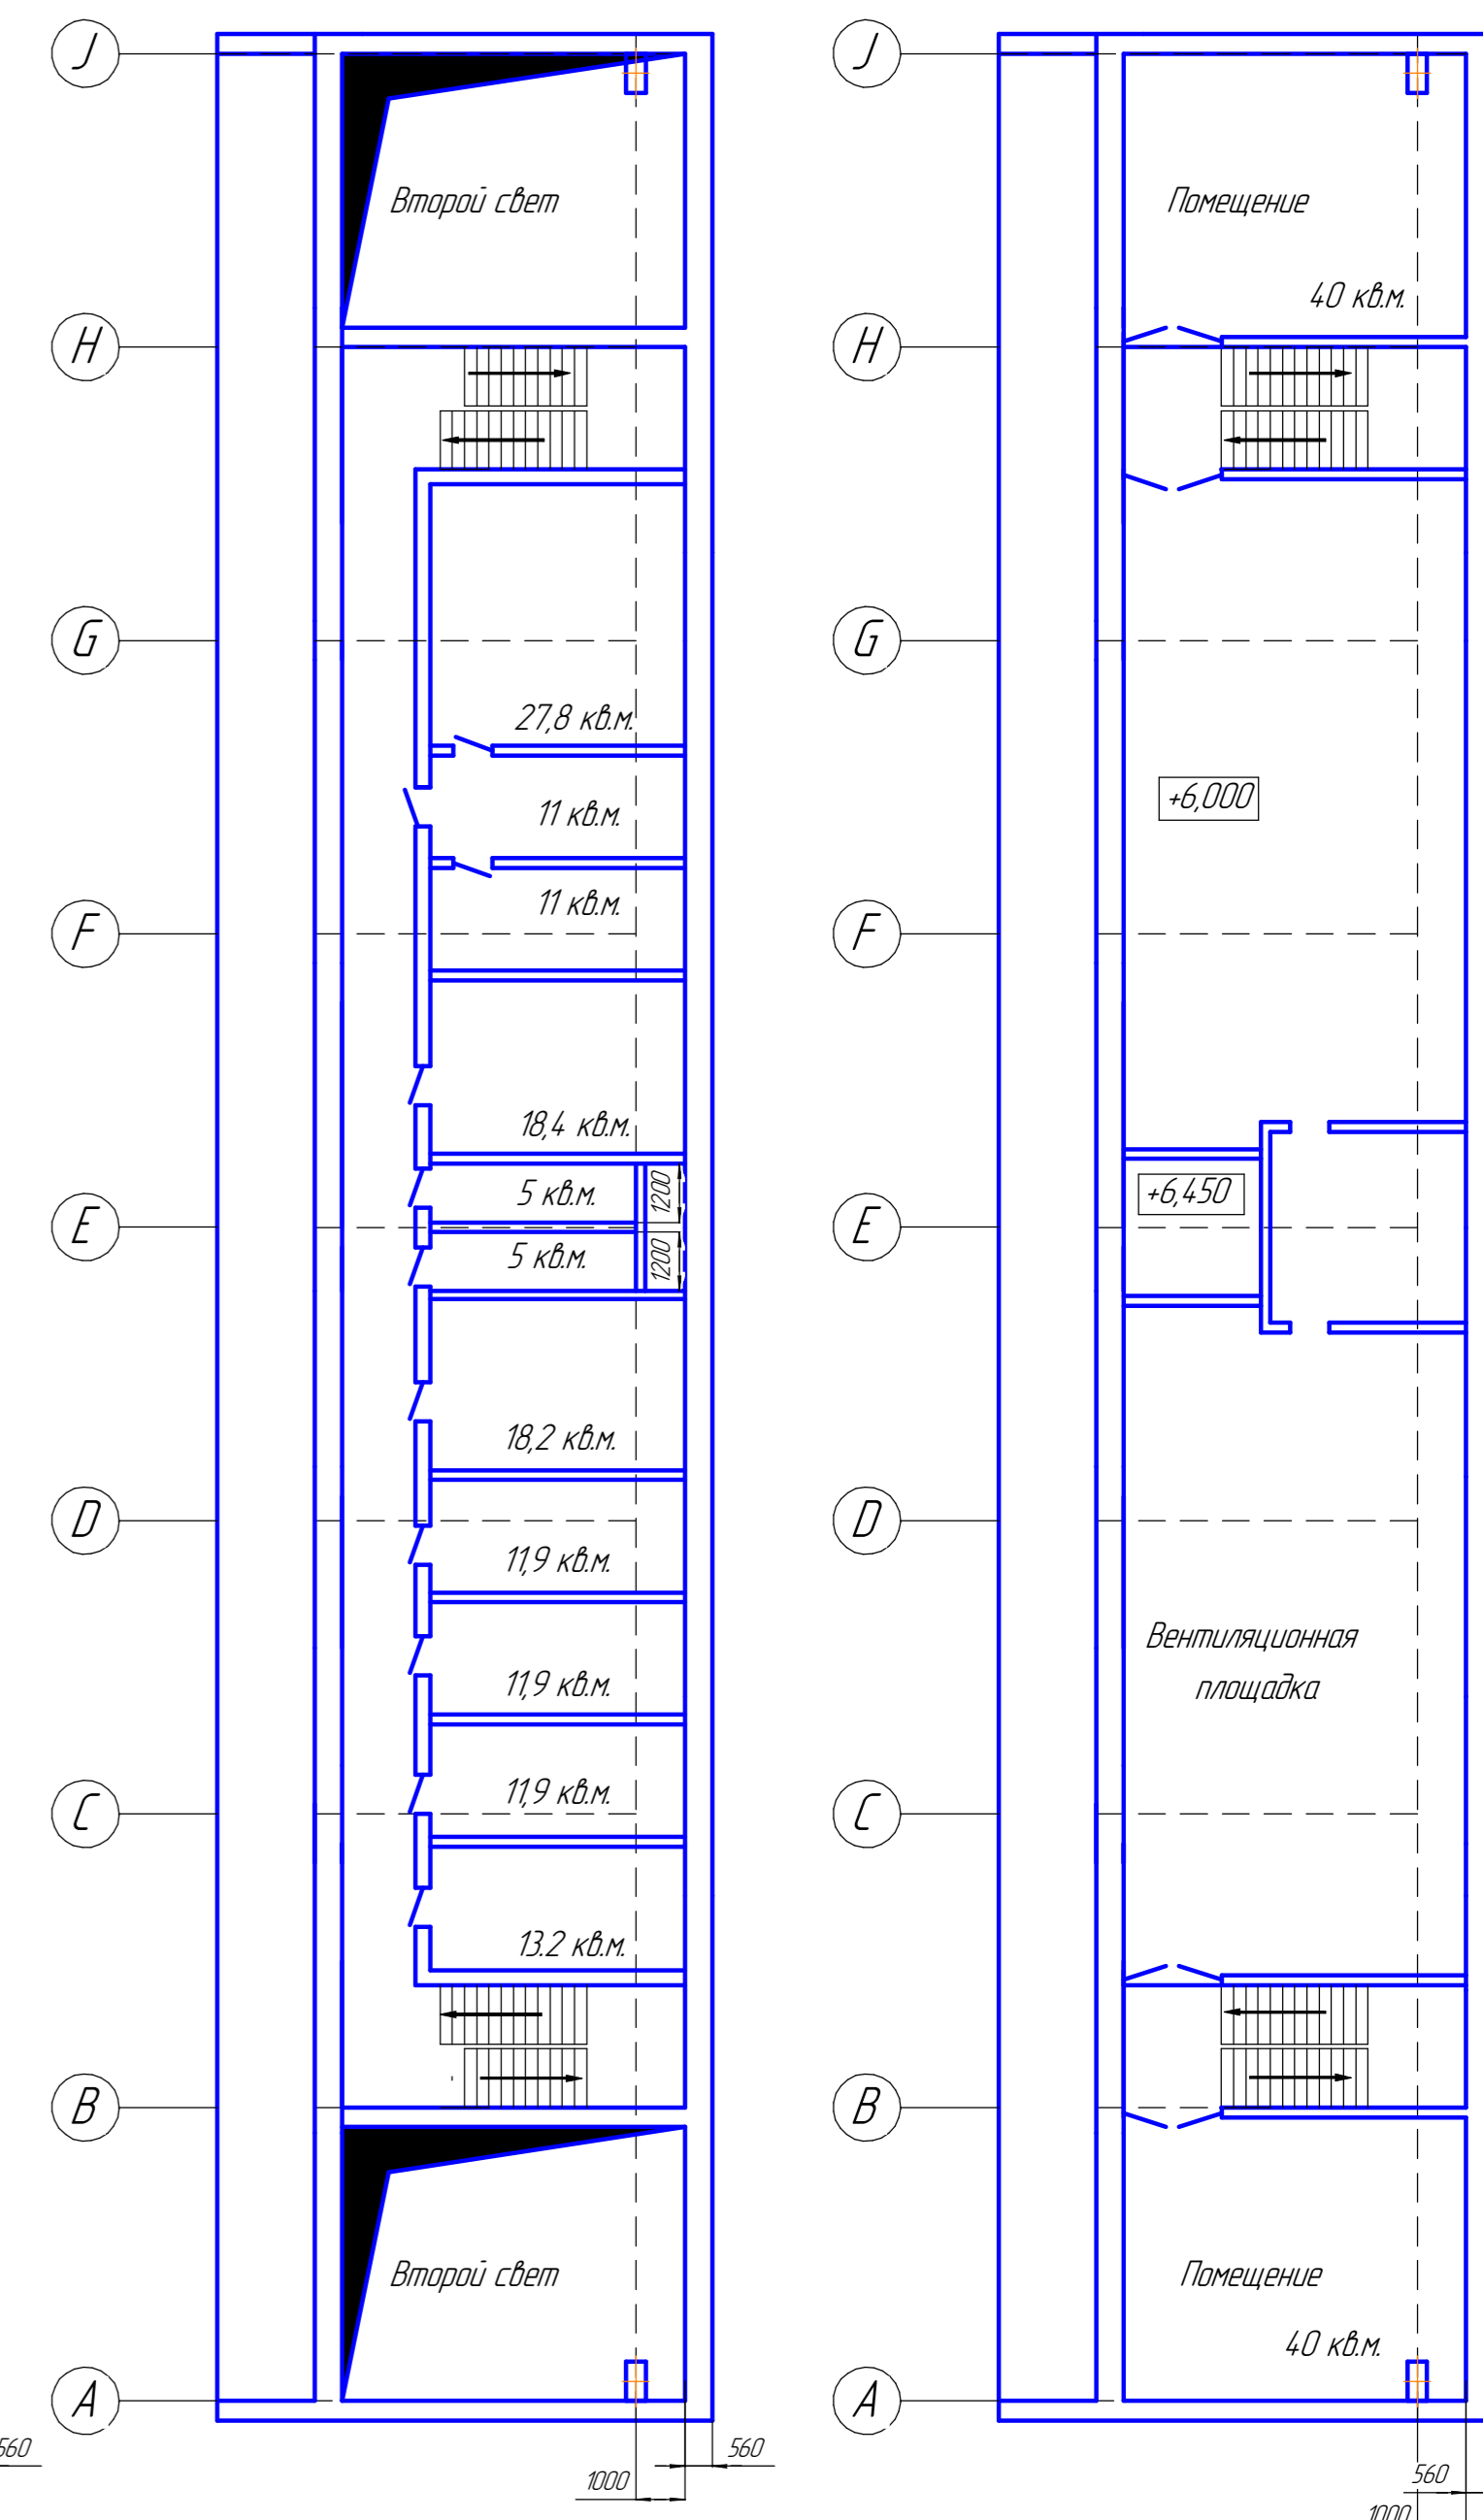 J
Второй свет
H
27,8 кв.м.
G
11 кв.м.
11 кв.м.
F
18,4 кв.м.
5 кв.м.
1200
E
5 кв.м.
1200
18,2 кв.м.
D
11,9 кв.м.
11,9 кв.м.
11,9 кв.м.
C
13.2 кв.м.
B
Второй свет
A
560
560
1000
J
Помещение
40 кв.м.
H
G
+6,000
F
+6,450
E
D
Вентиляционная
площадка
C
B
Помещение
40 кв.м.
A
560
1000